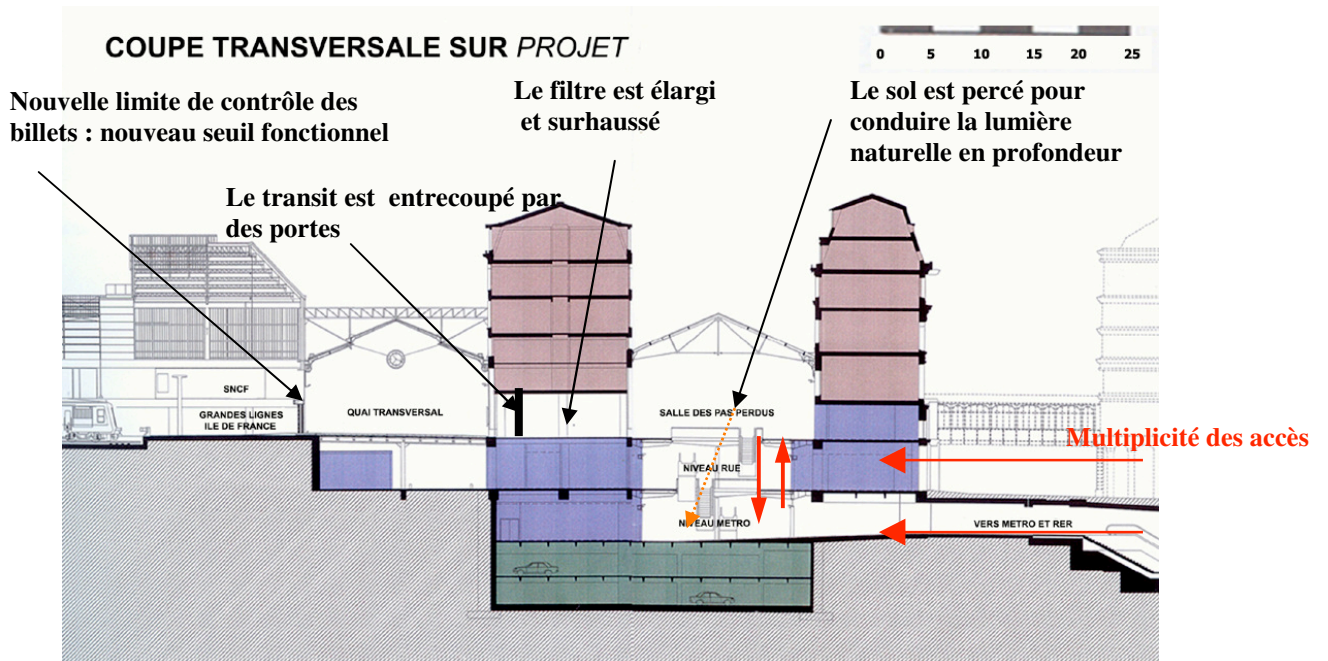 COUPE TRANSVERSALE SUR PROJET
0 5 10 15 20 25
Nouvelle limite de contrôle des
billets : nouveau seuil fonctionnel
Le filtre est élargi
et surhaussé
Le sol est percé pour
conduire la lumière
naturelle en profondeur
Le transit est entrecoupé par
des portes
SNCF
GRANDES LIGNES
ILE DE FRANCE
QUAI TRANSVERSAL
SALLE DES PAS PERDUS
Multiplicité des accès
NIVEAU RUE
NIVEAU METRO
VERS METRO ET RER